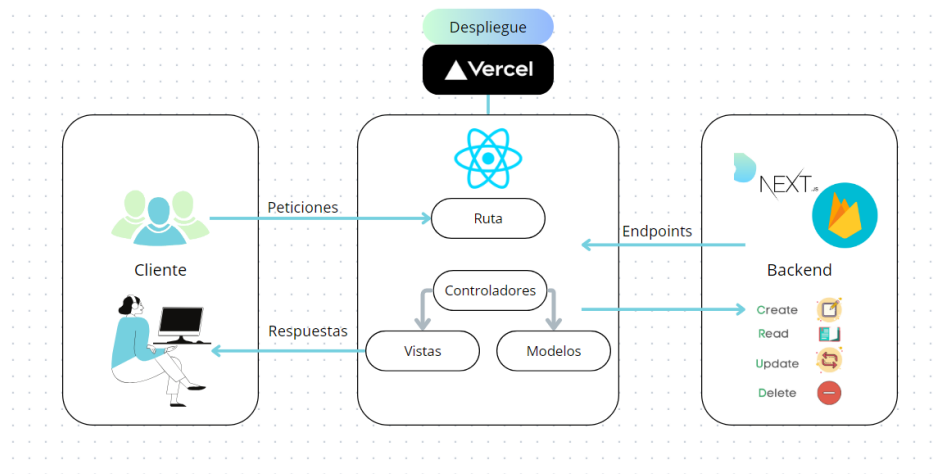 Despliegue
Vercel
Peticiones
Ruta
Endpoints
NEXT.JS
Cliente
Controladores
Backend
Respuestas
Vistas
Modelos
Create
Read
Update
Delete